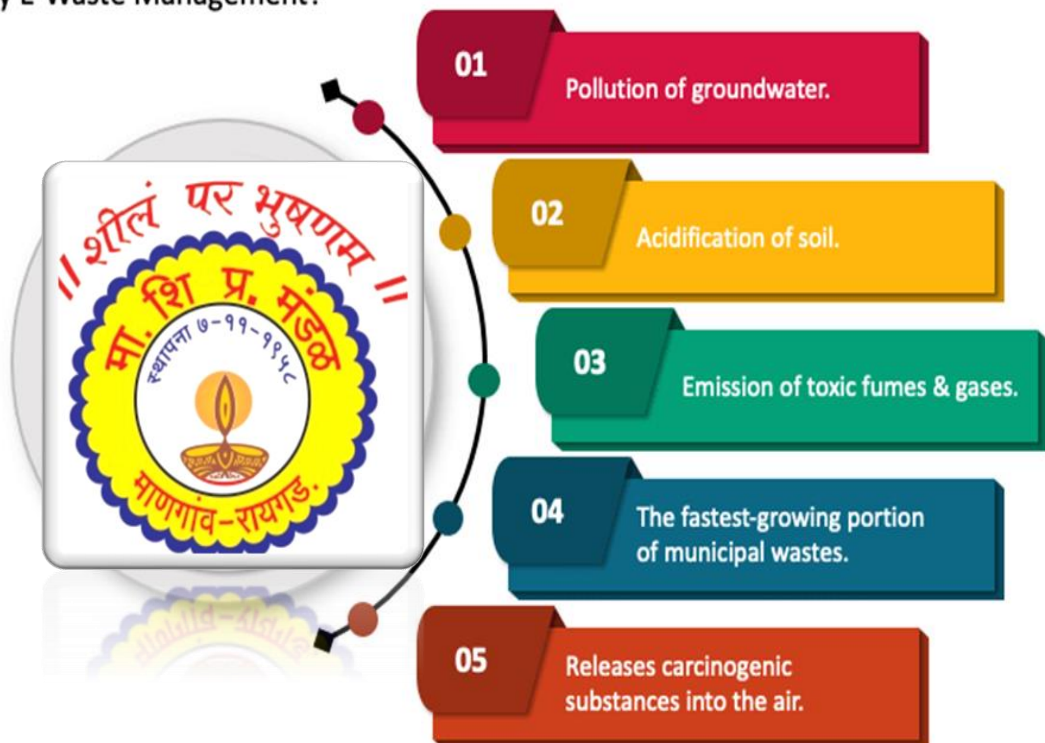 E-Waste Management?
01
Pollution of groundwater.
02
Acidification of soil.
03
Emission of toxic fumes & gases.
04
The fastest-growing portion
of municipal wastes.
05
Releases carcinogenic
substances into the air.
॥ शीलं पर भुषणम ॥
मा. शि प्र. मंडळ
स्थापना ७-११-१९५८
माणगांव-रायगड.